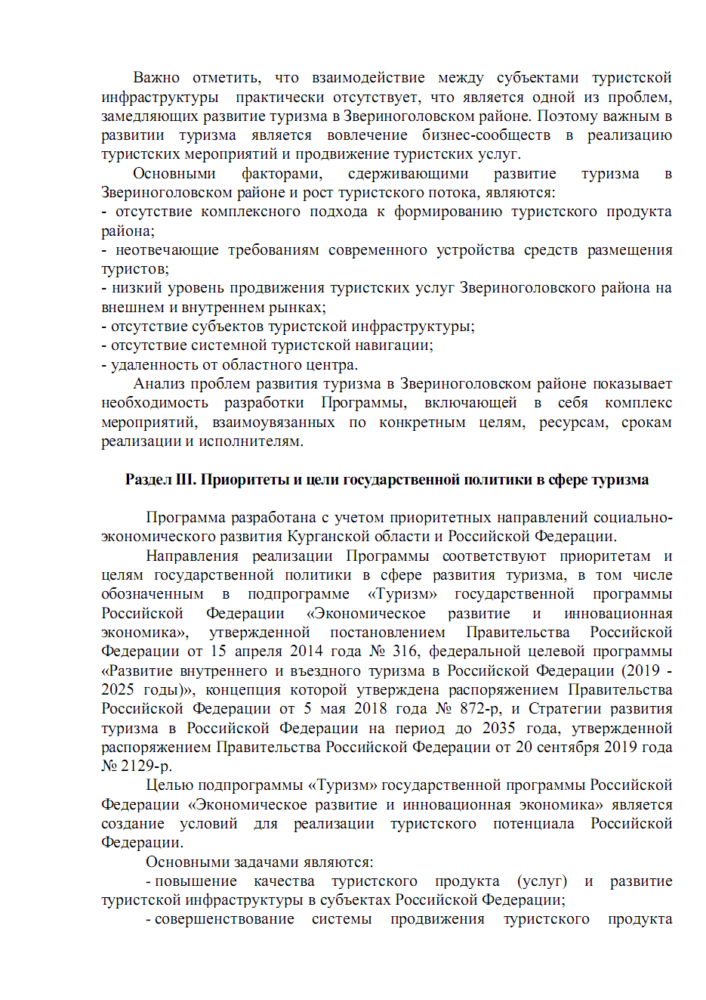 Важно отметить, что взаимодействие между субъектами туристской
инфраструктуры практически отсутствует, что является одной из проблем,
замедляющих развитие туризма в Звериноголовском районе. Поэтому важным в
развитии туризма является вовлечение бизнес-сообществ в реализацию
туристских мероприятий и продвижение туристских услуг.
Основными факторами, сдерживающими развитие туризма в
Звериноголовском районе и рост туристского потока, являются:
- отсутствие комплексного подхода к формированию туристского продукта
района;
- неотвечающие требованиям современного устройства средств размещения
туристов;
- низкий уровень продвижения туристских услуг Звериноголовского района на
внешнем и внутреннем рынках;
- отсутствие субъектов туристской инфраструктуры;
- отсутствие системной туристской навигации;
- удаленность от областного центра.
Анализ проблем развития туризма в Звериноголовском районе показывает
необходимость разработки Программы, включающей в себя комплекс
мероприятий, взаимоувязанных по конкретным целям, ресурсам, срокам
реализации и исполнителям.
Раздел III. Приоритеты и цели государственной политики в сфере туризма
Программа разработана с учетом приоритетных направлений социально-
экономического развития Курганской области и Российской Федерации.
Направления реализации Программы соответствуют приоритетам и
целям государственной политики в сфере развития туризма, в том числе
обозначенным в подпрограмме «Туризм» государственной программы
Российской Федерации «Экономическое развитие и инновационная
экономика», утвержденной постановлением Правительства Российской
Федерации от 15 апреля 2014 года № 316, федеральной целевой программы
«Развитие внутреннего и въездного туризма в Российской Федерации (2019 -
2025 годы)», концепция которой утверждена распоряжением Правительства
Российской Федерации от 5 мая 2018 года № 872-р, и Стратегии развития
туризма в Российской Федерации на период до 2035 года, утвержденной
распоряжением Правительства Российской Федерации от 20 сентября 2019 года
№ 2129-р.
Целью подпрограммы «Туризм» государственной программы Российской
Федерации «Экономическое развитие и инновационная экономика» является
создание условий для реализации туристского потенциала Российской
Федерации.
Основными задачами являются:
- повышение качества туристского продукта (услуг) и развитие
туристской инфраструктуры в субъектах Российской Федерации;
- совершенствование системы продвижения туристского продукта